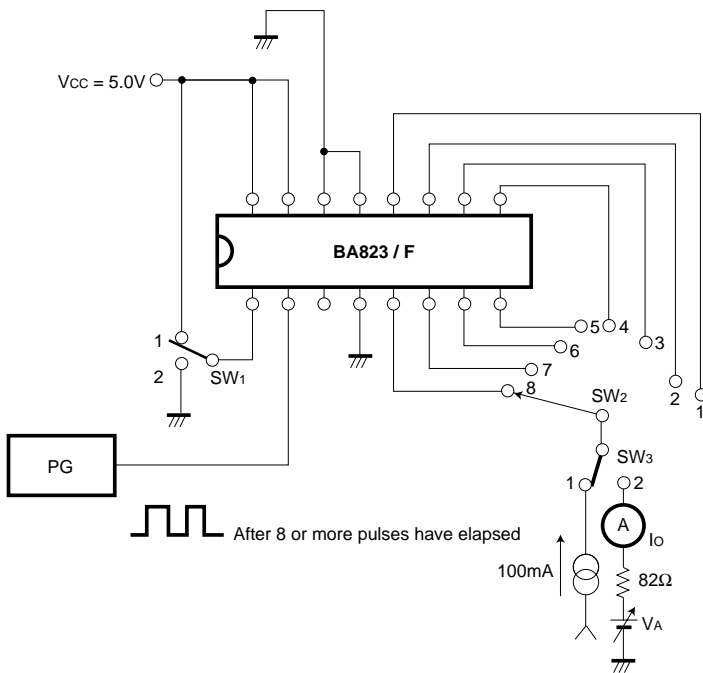 VCC = 5.0V
BA823 / F
1
2
SW1
5
4
3
6
7
8
2
1
SW2
SW3
1
2
A
IO
PG
After 8 or more pulses have elapsed
100mA
82Ω
VA